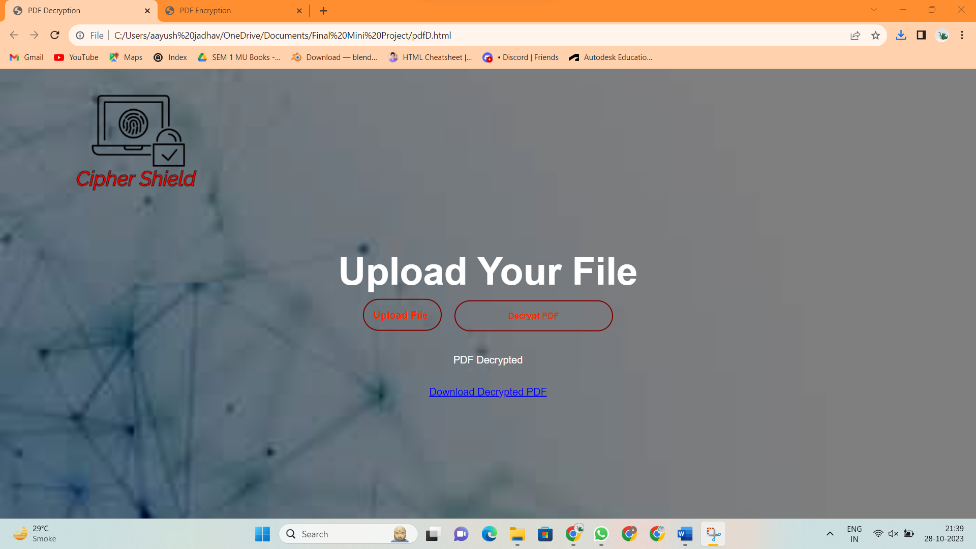 PDF Decryption
PDF Encryption
File | C:/Users/aayush%20jadhav/OneDrive/Documents/Final%20Mini%20Project/pdfD.html
Gmail YouTube Maps Index SEM 1 MU Books -... Download — blend... HTML Cheatsheet |... • Discord | Friends Autodesk Educatio...
Cipher Shield
Upload Your File
Upload File Decrypt PDF
PDF Decrypted
Download Decrypted PDF
29°C
Smoke
Search
ENG
IN
21:39
28-10-2023